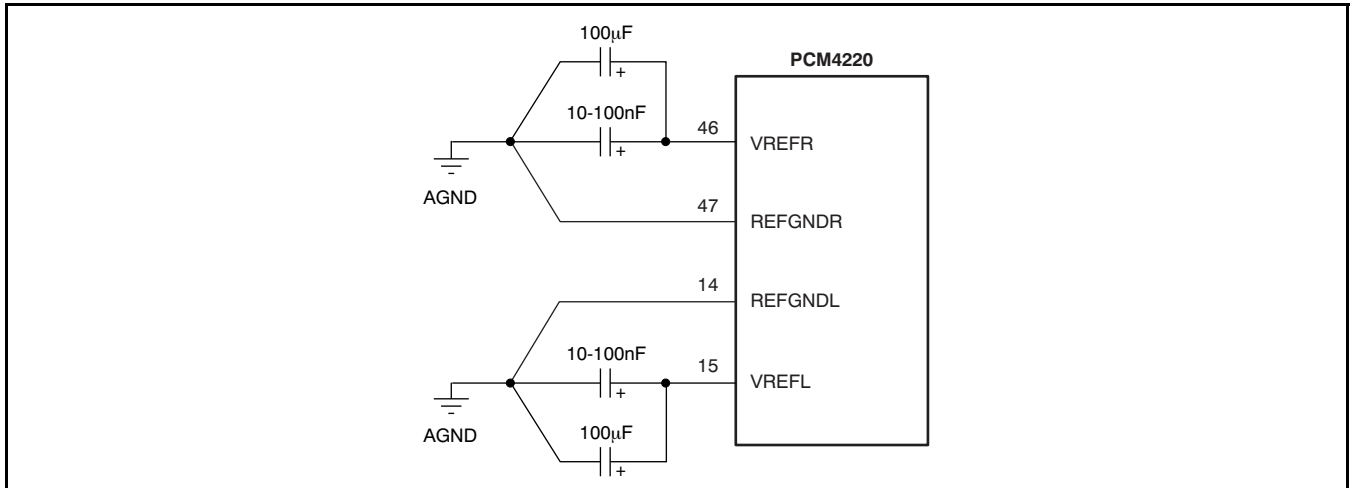 100μF
+
PCM4220
10-100nF
+
46
VREFR
AGND
47
REFGNDR
14
REFGNDL
10-100nF
+
15
VREFL
AGND
100μF
+